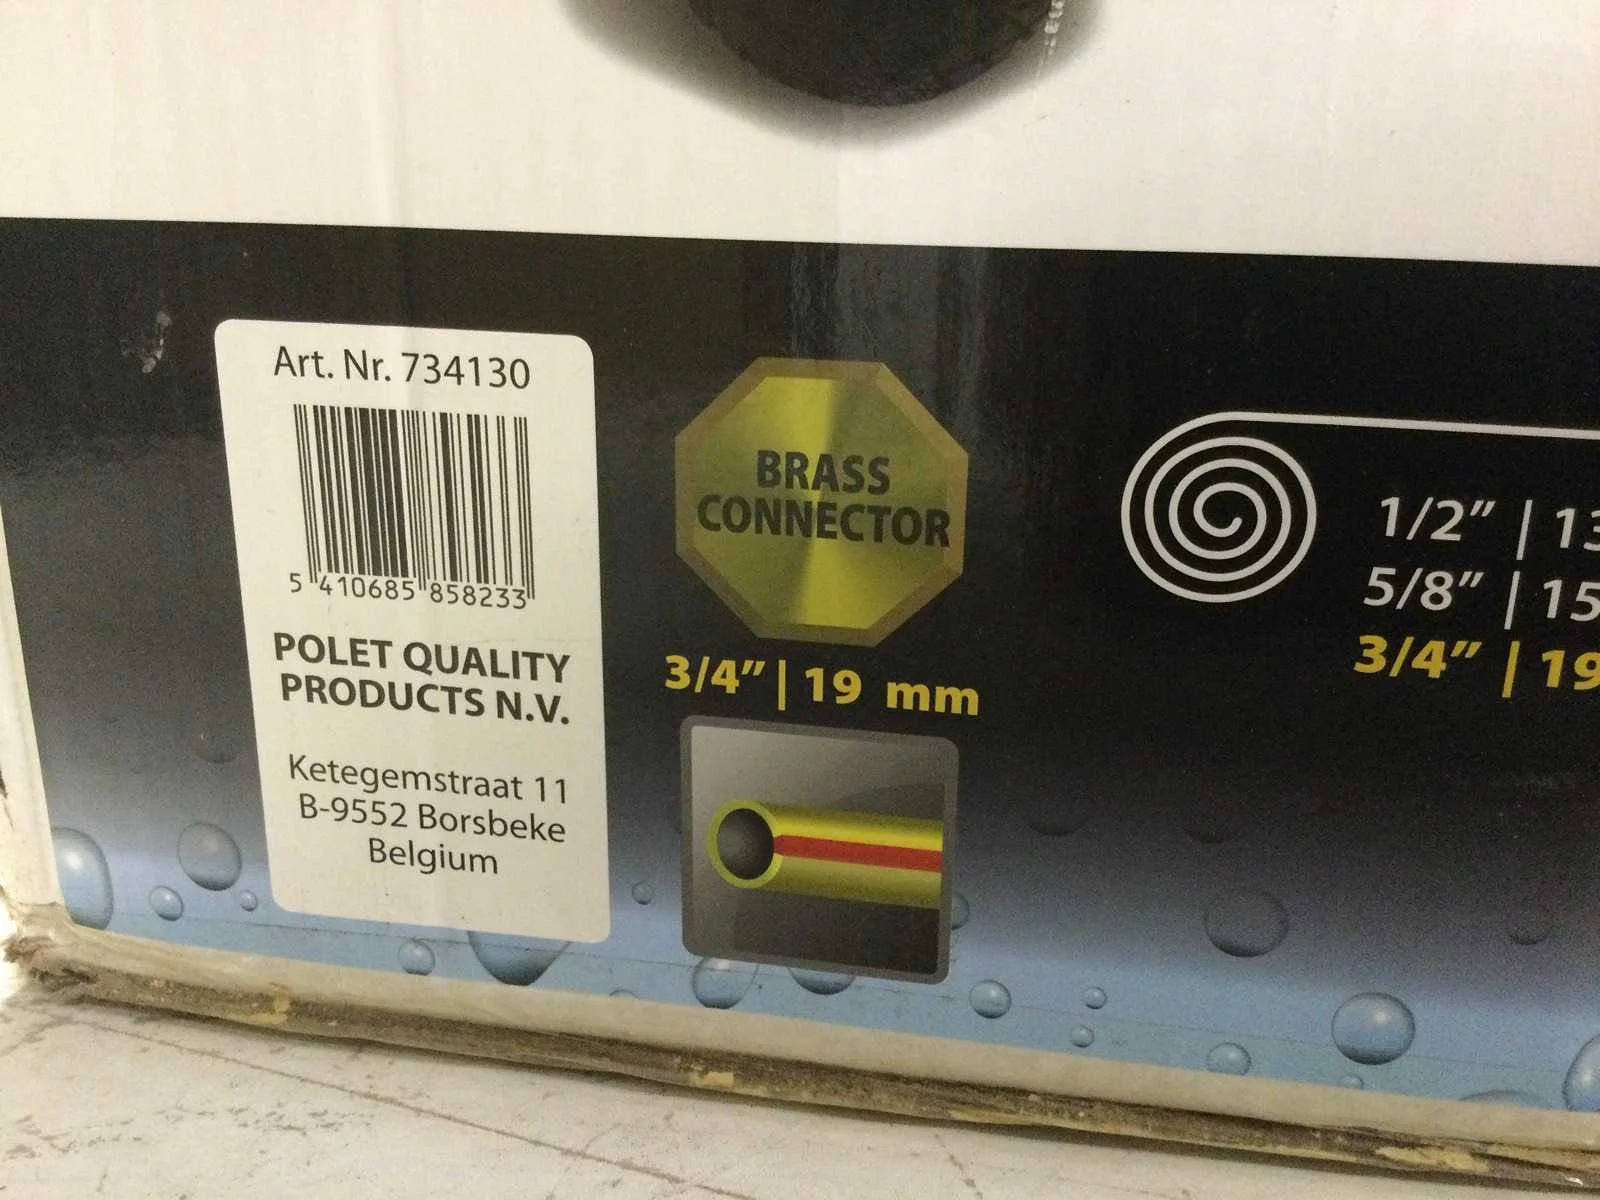 Art. Nr. 734130
5 410685 858233
POLET QUALITY
PRODUCTS N.V.
Ketegemstraat 11
B-9552 Borsbeke
Belgium
BRASS
CONNECTOR
3/4” | 19 mm
1/2” | 13
5/8” | 15
3/4” | 19